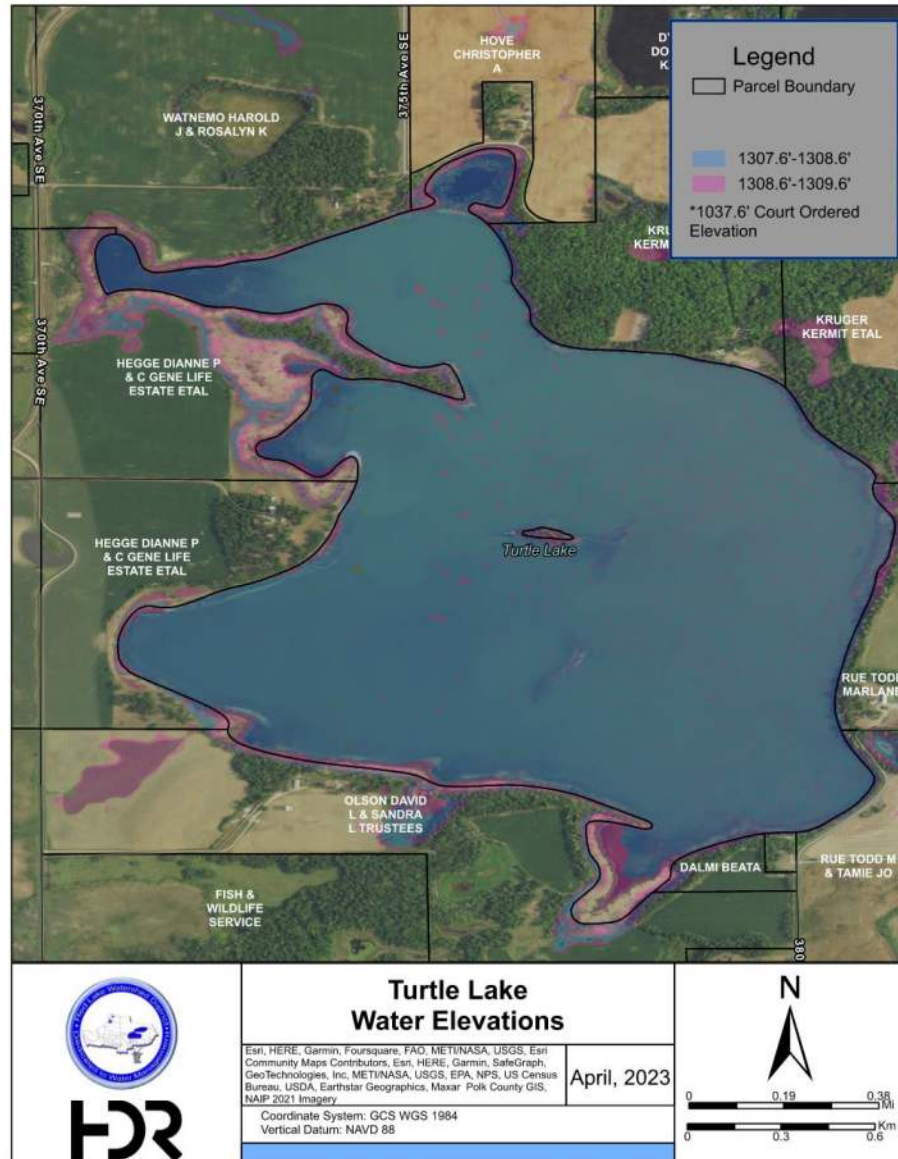 370th Ave SE
375th Ave SE
HOVE
CHRISTOPHER
A
D'
DO
K.
Legend
Parcel Boundary
1307.6'-1308.6'
1308.6'-1309.6'
*1037.6' Court Ordered
Elevation
WATNEMO HAROLD
J & ROSALYN K
KRU
KERMI
KRUGER
KERMIT ETAL
370th Ave SE
HEGGE DIANNE P
& C GENE LIFE
ESTATE ETAL
HEGGE DIANNE P
& C GENE LIFE
ESTATE ETAL
Turtle Lake
RUE TODD
MARLANE
OLSON DAVID
L & SANDRA
L TRUSTEES
DALMI BEATA
RUE TODD M
& TAMIE JO
FISH &
WILDLIFE
SERVICE
380
HDR
Turtle Lake
Water Elevations
Esri, HERE, Garmin, Foursquare, FAO, METI/NASA, USGS, Esri
Community Maps Contributors, Esri, HERE, Garmin, SafeGraph,
GeoTechnologies, Inc, METI/NASA, USGS, EPA, NPS, US Census
Bureau, USDA, Earthstar Geographics, Maxar Polk County GIS,
NAIP 2021 Imagery
April, 2023
Coordinate System: GCS WGS 1984
Vertical Datum: NAVD 88
N
0 0.19 0.38
Mi
Km
0 0.3 0.6